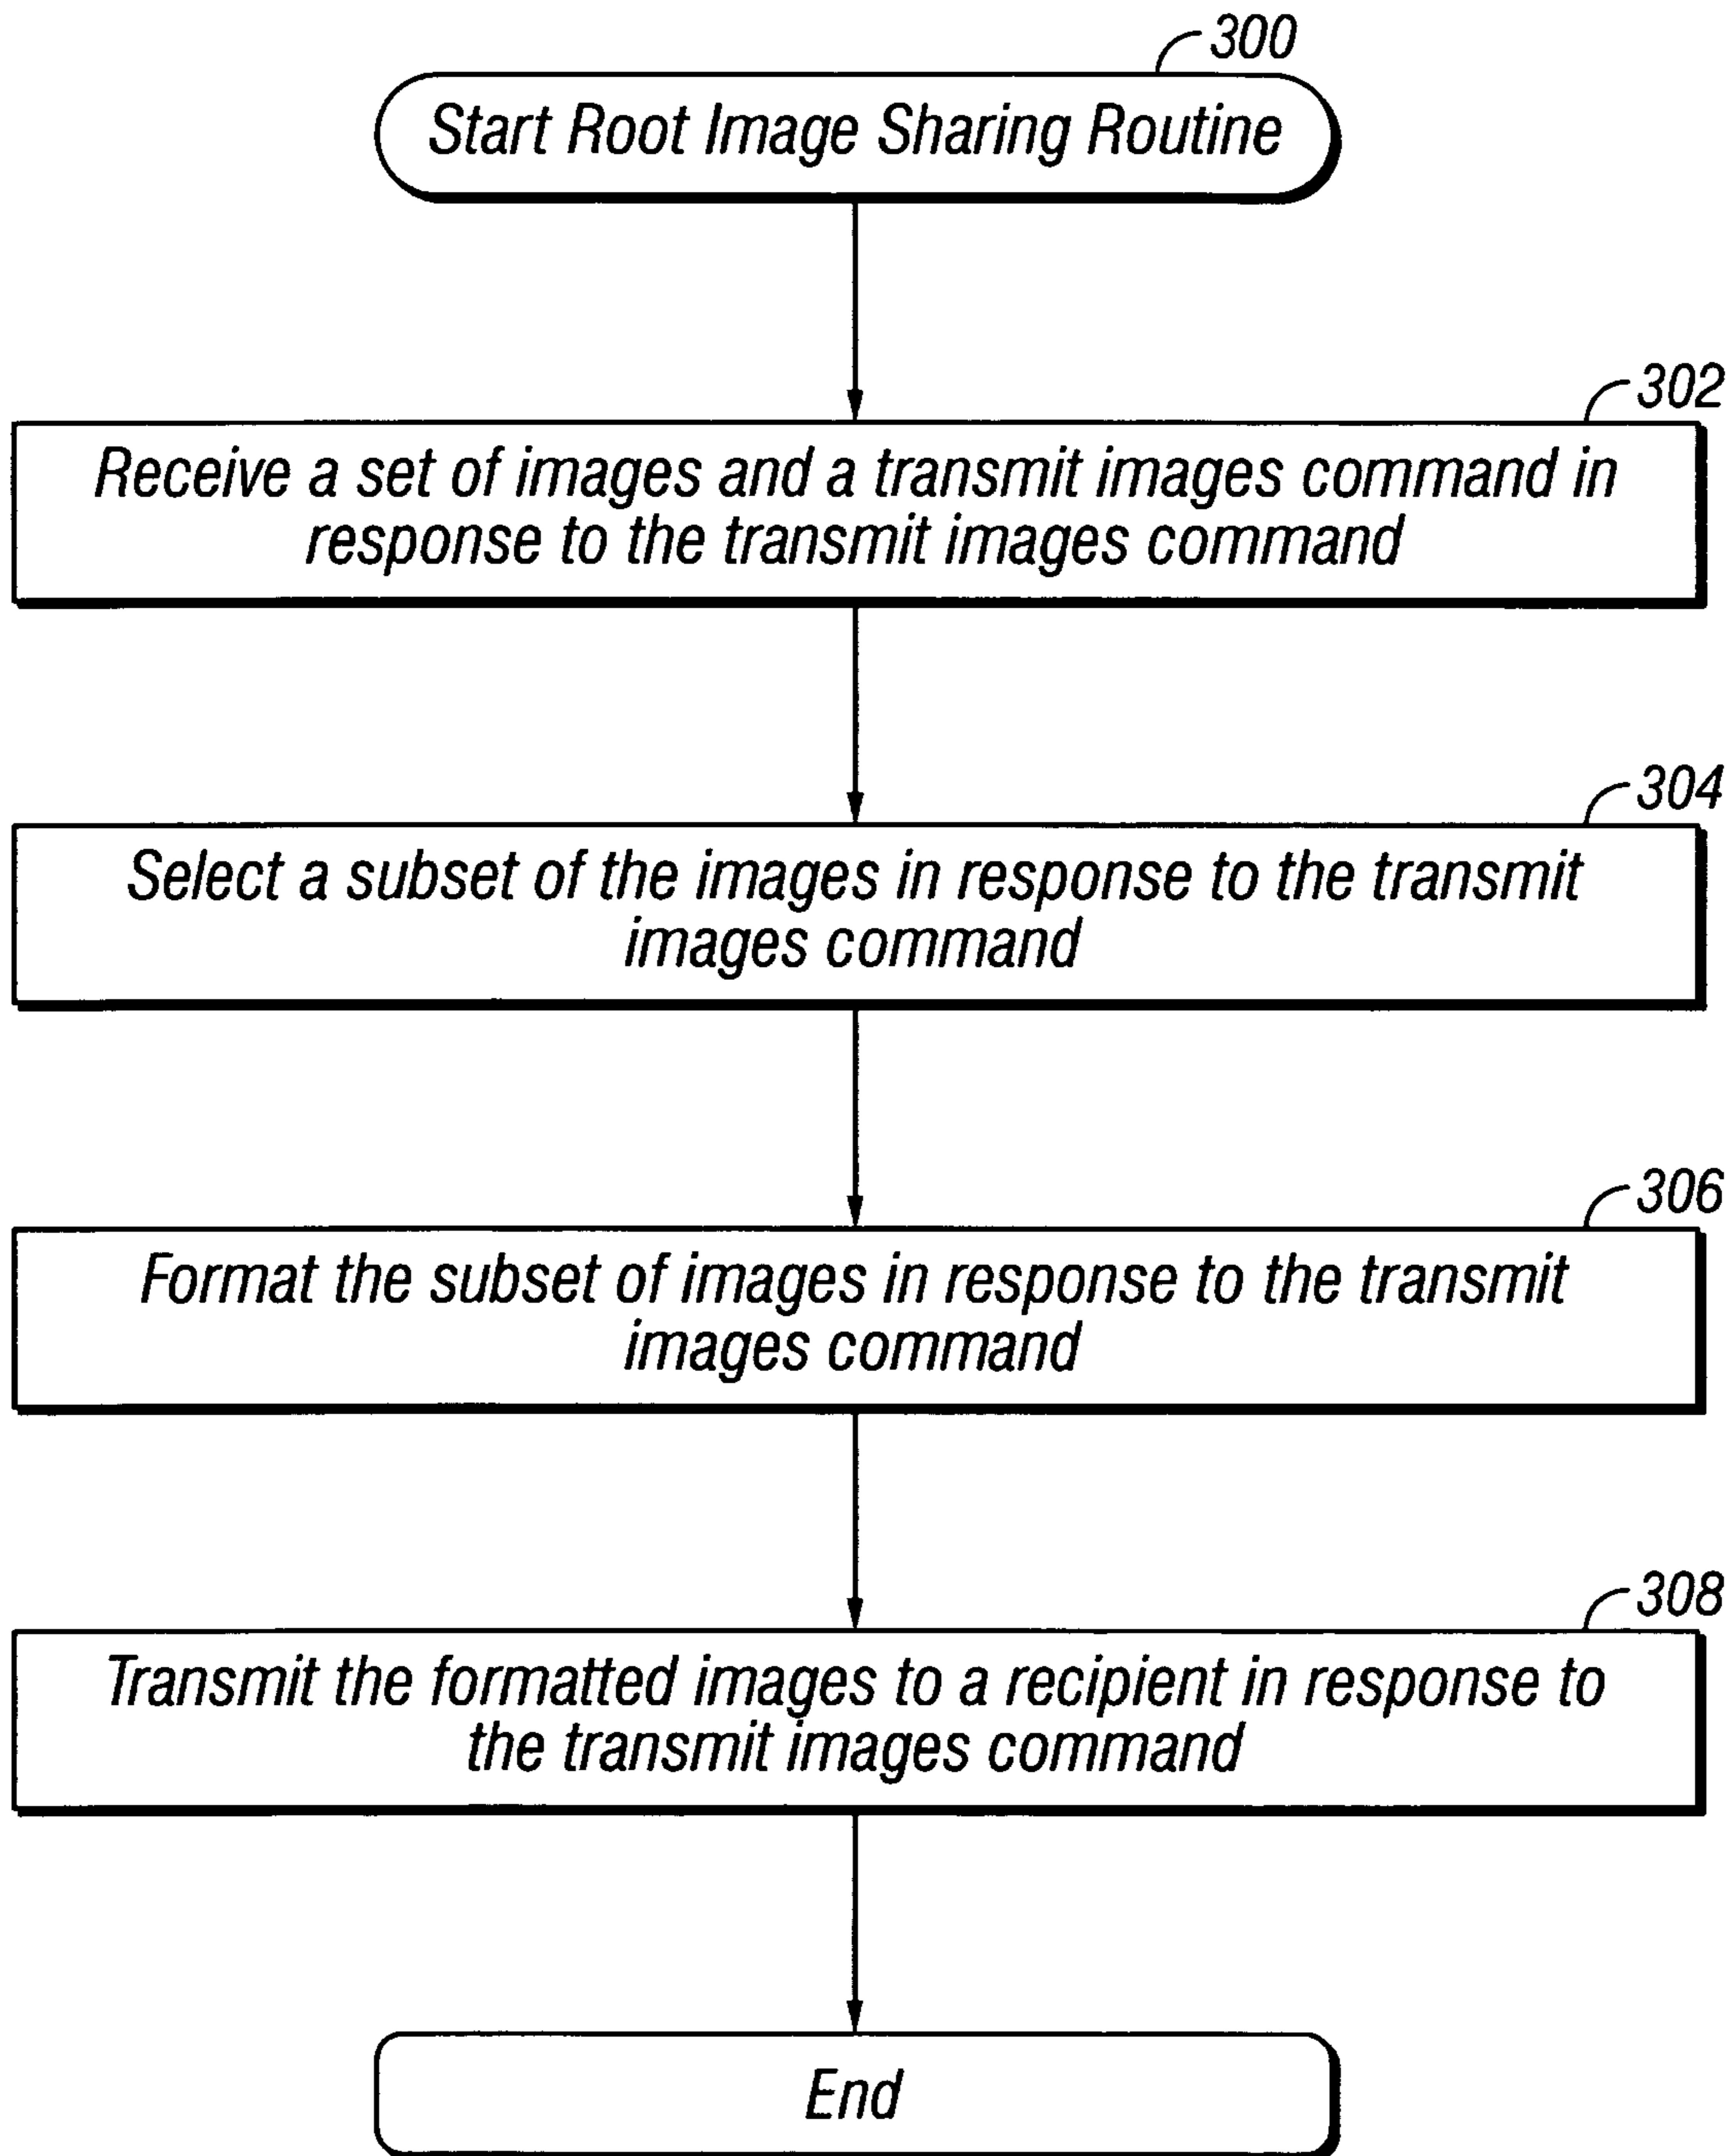 300
Start Root Image Sharing Routine
302
Receive a set of images and a transmit images command in
response to the transmit images command
304
Select a subset of the images in response to the transmit
images command
306
Format the subset of images in response to the transmit
images command
308
Transmit the formatted images to a recipient in response to
the transmit images command
End